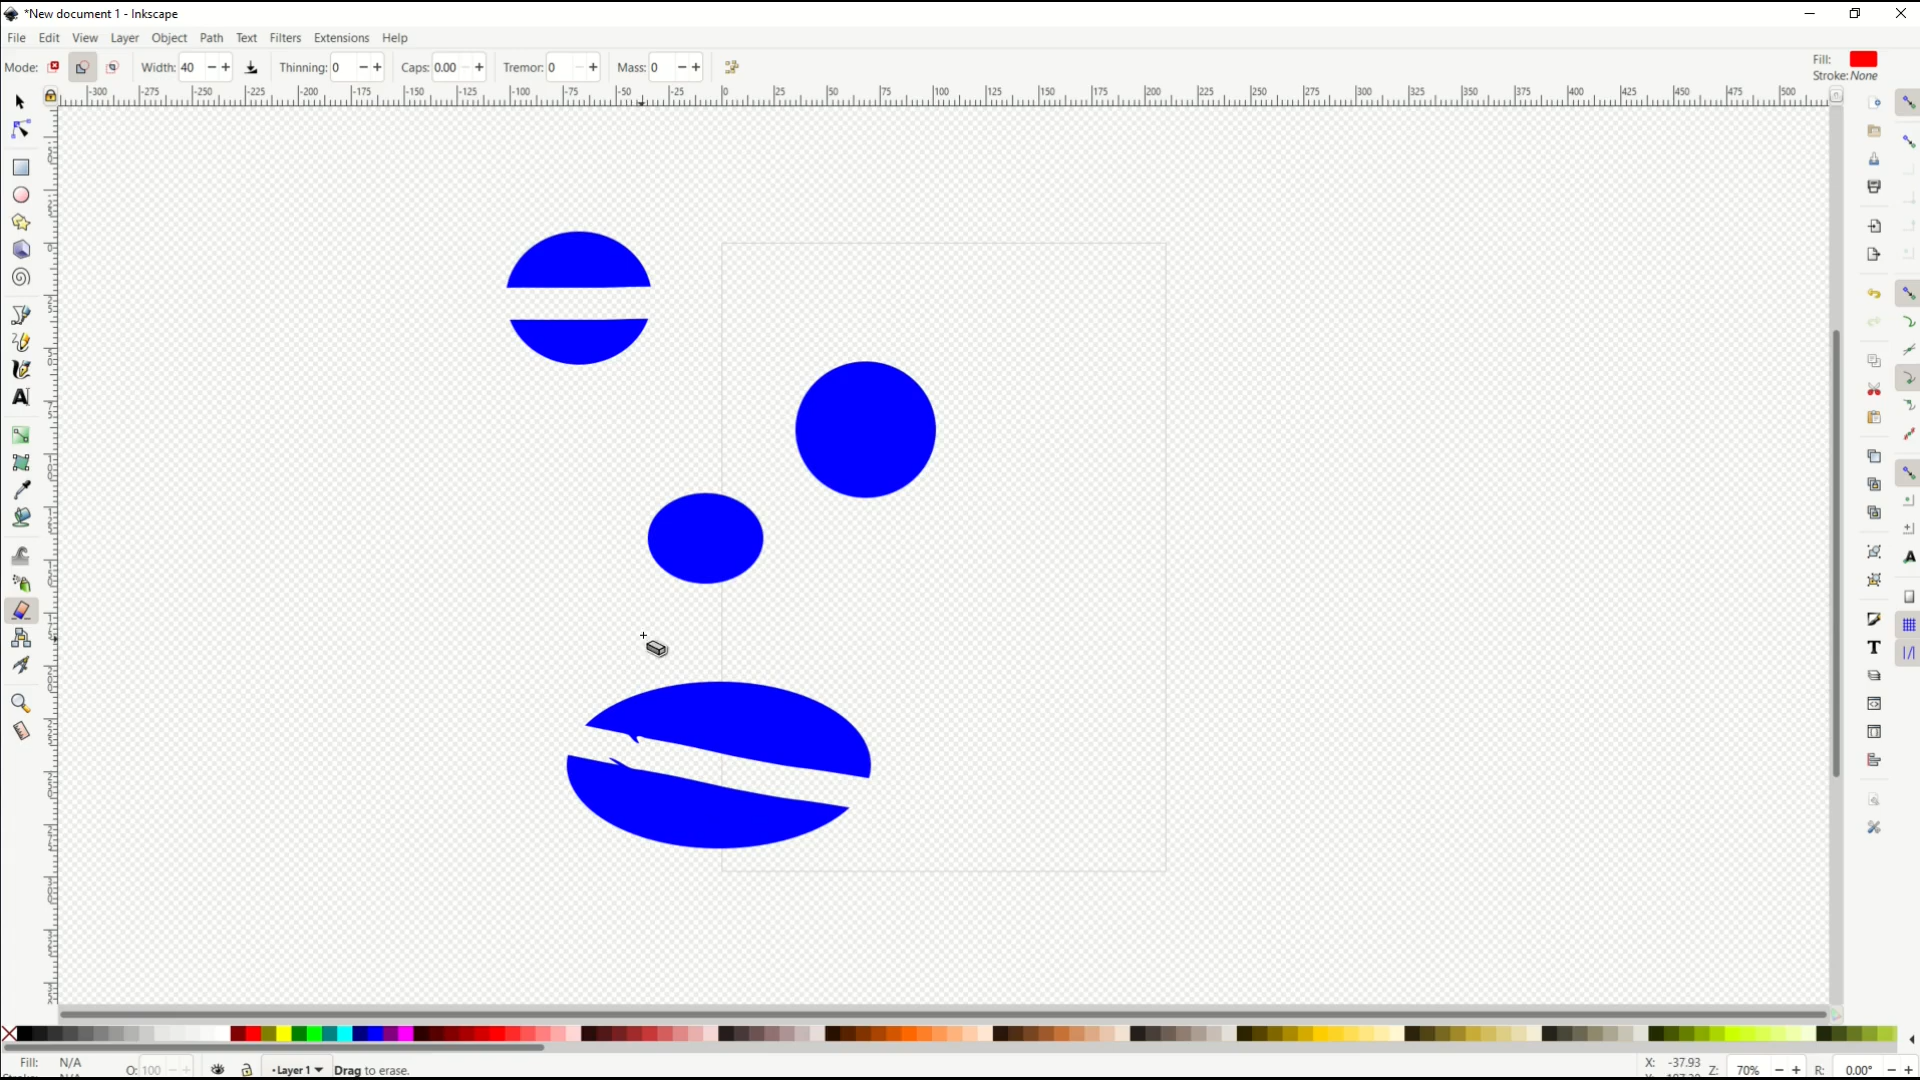 *New document 1 - Inkscape
File Edit View Layer Object Path Text Filters Extensions Help
Mode: Width: 40 Thinning: 0 Caps: 0.00 Tremor: 0 Mass: 0 Fill:
Stroke: None
-300 -275 -250 -225 -200 -175 -150 -125 -100 -75 -50 -25 0 25 50 75 100 125 150 175 200 225 250 275 300 325 350 375 400 425 450 475 500
Fill: N/A O: 100 Layer 1 Drag to erase. X: -37.93 Z: 70% R: 0.00°